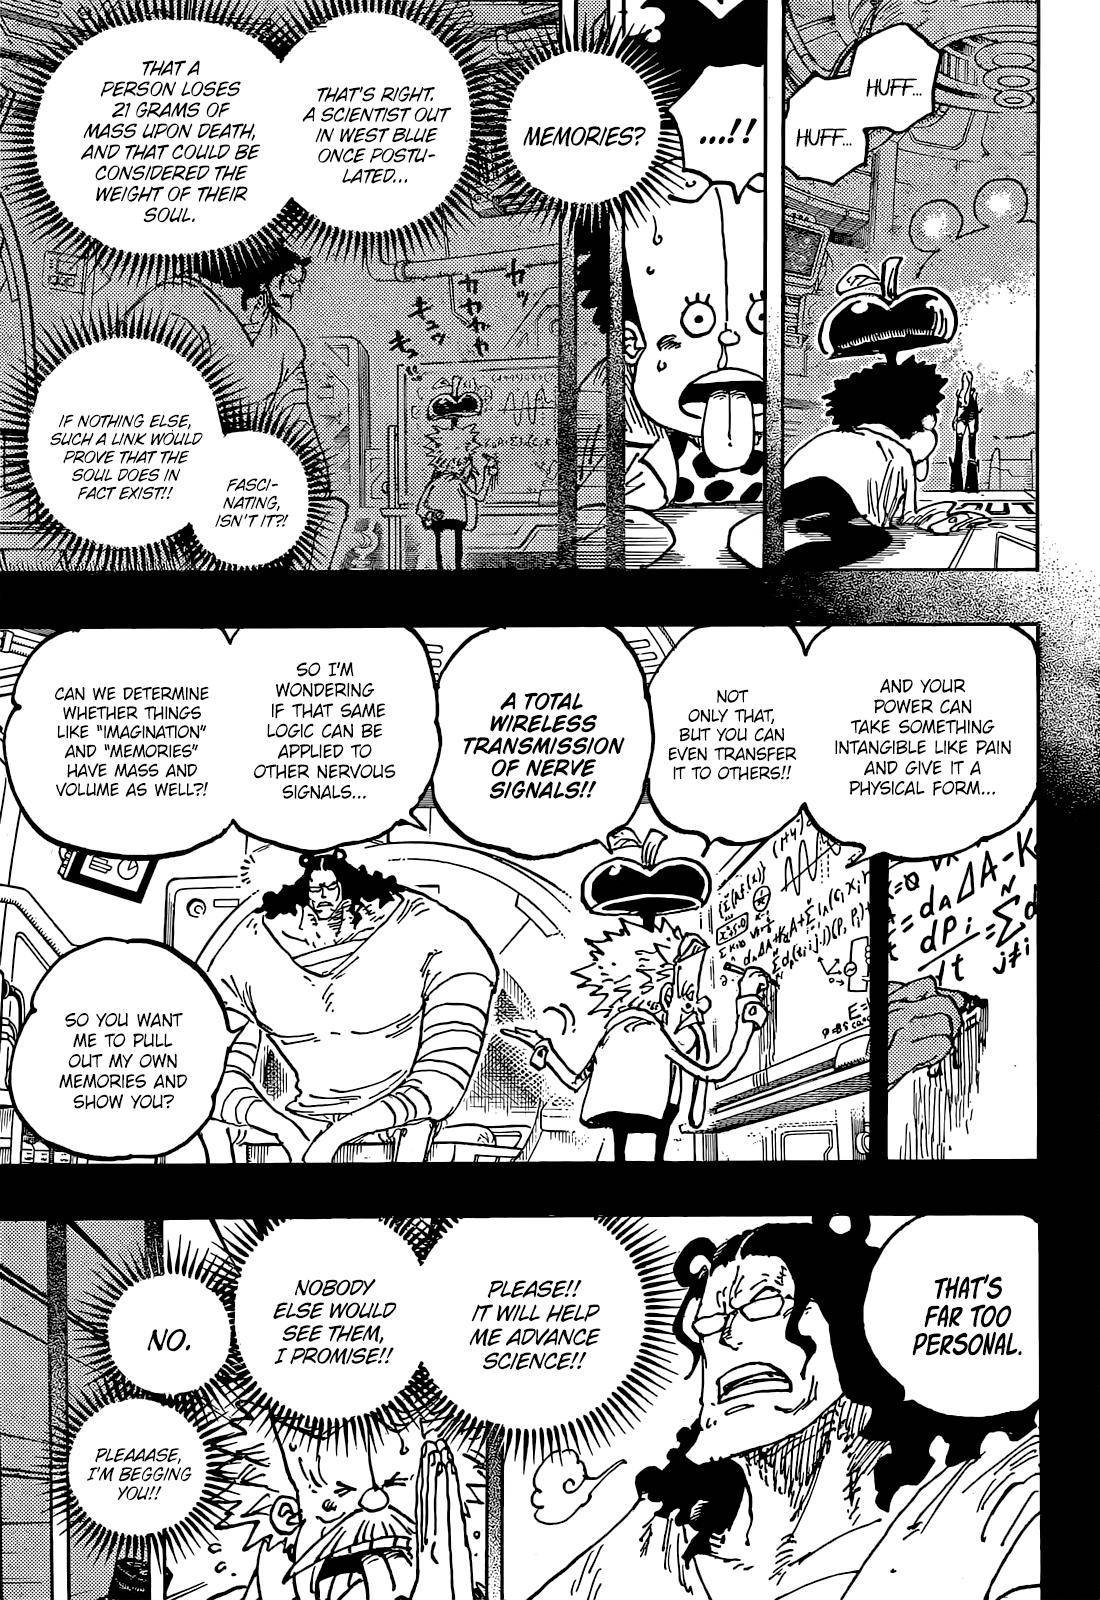 HUFF...
HUFF...
...!!
MEMORIES?
THAT'S RIGHT.
A SCIENTIST OUT
IN WEST BLUE
ONCE POSTU-
LATED...
THAT A
PERSON LOSES
21 GRAMS OF
MASS UPON DEATH,
AND THAT COULD BE
CONSIDERED THE
WEIGHT OF THEIR
SOUL.
IF NOTHING ELSE,
SUCH A LINK WOULD
PROVE THAT THE
SOUL DOES IN
FACT EXIST!!
FASCI-
NATING,
ISN'T IT?!
AND YOUR
POWER CAN
TAKE SOMETHING
INTANGIBLE LIKE PAIN
AND GIVE IT A
PHYSICAL FORM...
NOT
ONLY THAT,
BUT YOU CAN
EVEN TRANSFER
IT TO OTHERS!!
A TOTAL
WIRELESS
TRANSMISSION
OF NERVE
SIGNALS!!
SO I'M
WONDERING
IF THAT SAME
LOGIC CAN BE
APPLIED TO
OTHER NERVOUS
SIGNALS...
CAN WE DETERMINE
WHETHER THINGS
LIKE "IMAGINATION"
AND "MEMORIES"
HAVE MASS AND
VOLUME AS WELL?!
SO YOU WANT
ME TO PULL
OUT MY OWN
MEMORIES AND
SHOW YOU?
THAT'S
FAR TOO
PERSONAL.
PLEASE!!
IT WILL HELP
ME ADVANCE
SCIENCE!!
NOBODY
ELSE WOULD
SEE THEM,
I PROMISE!!
NO.
PLEAAASE,
I'M BEGGING
YOU!!